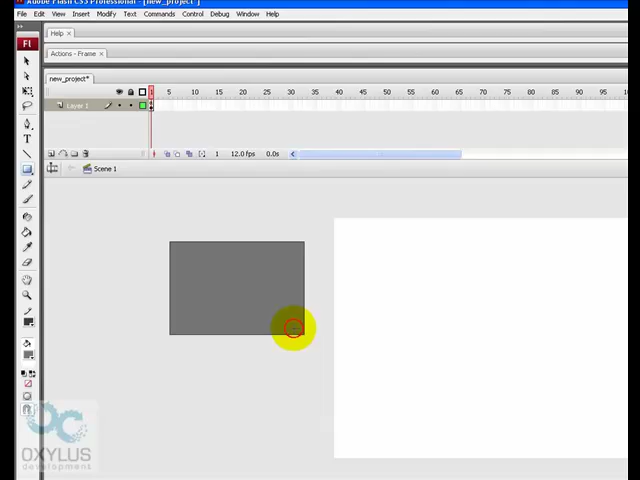 Adobe Flash CS3 Professional - [new_project*]
File Edit View Insert Modify Text Commands Control Debug Window Help
Help ×
Fl
Actions - Frame ×
new_project*
1 5 10 15 20 25 30 35 40 45 50 55 60 65 70 75 80 85 90 95
Layer 1
1 12.0 fps 0.0s
Scene 1
OXYLUS
development